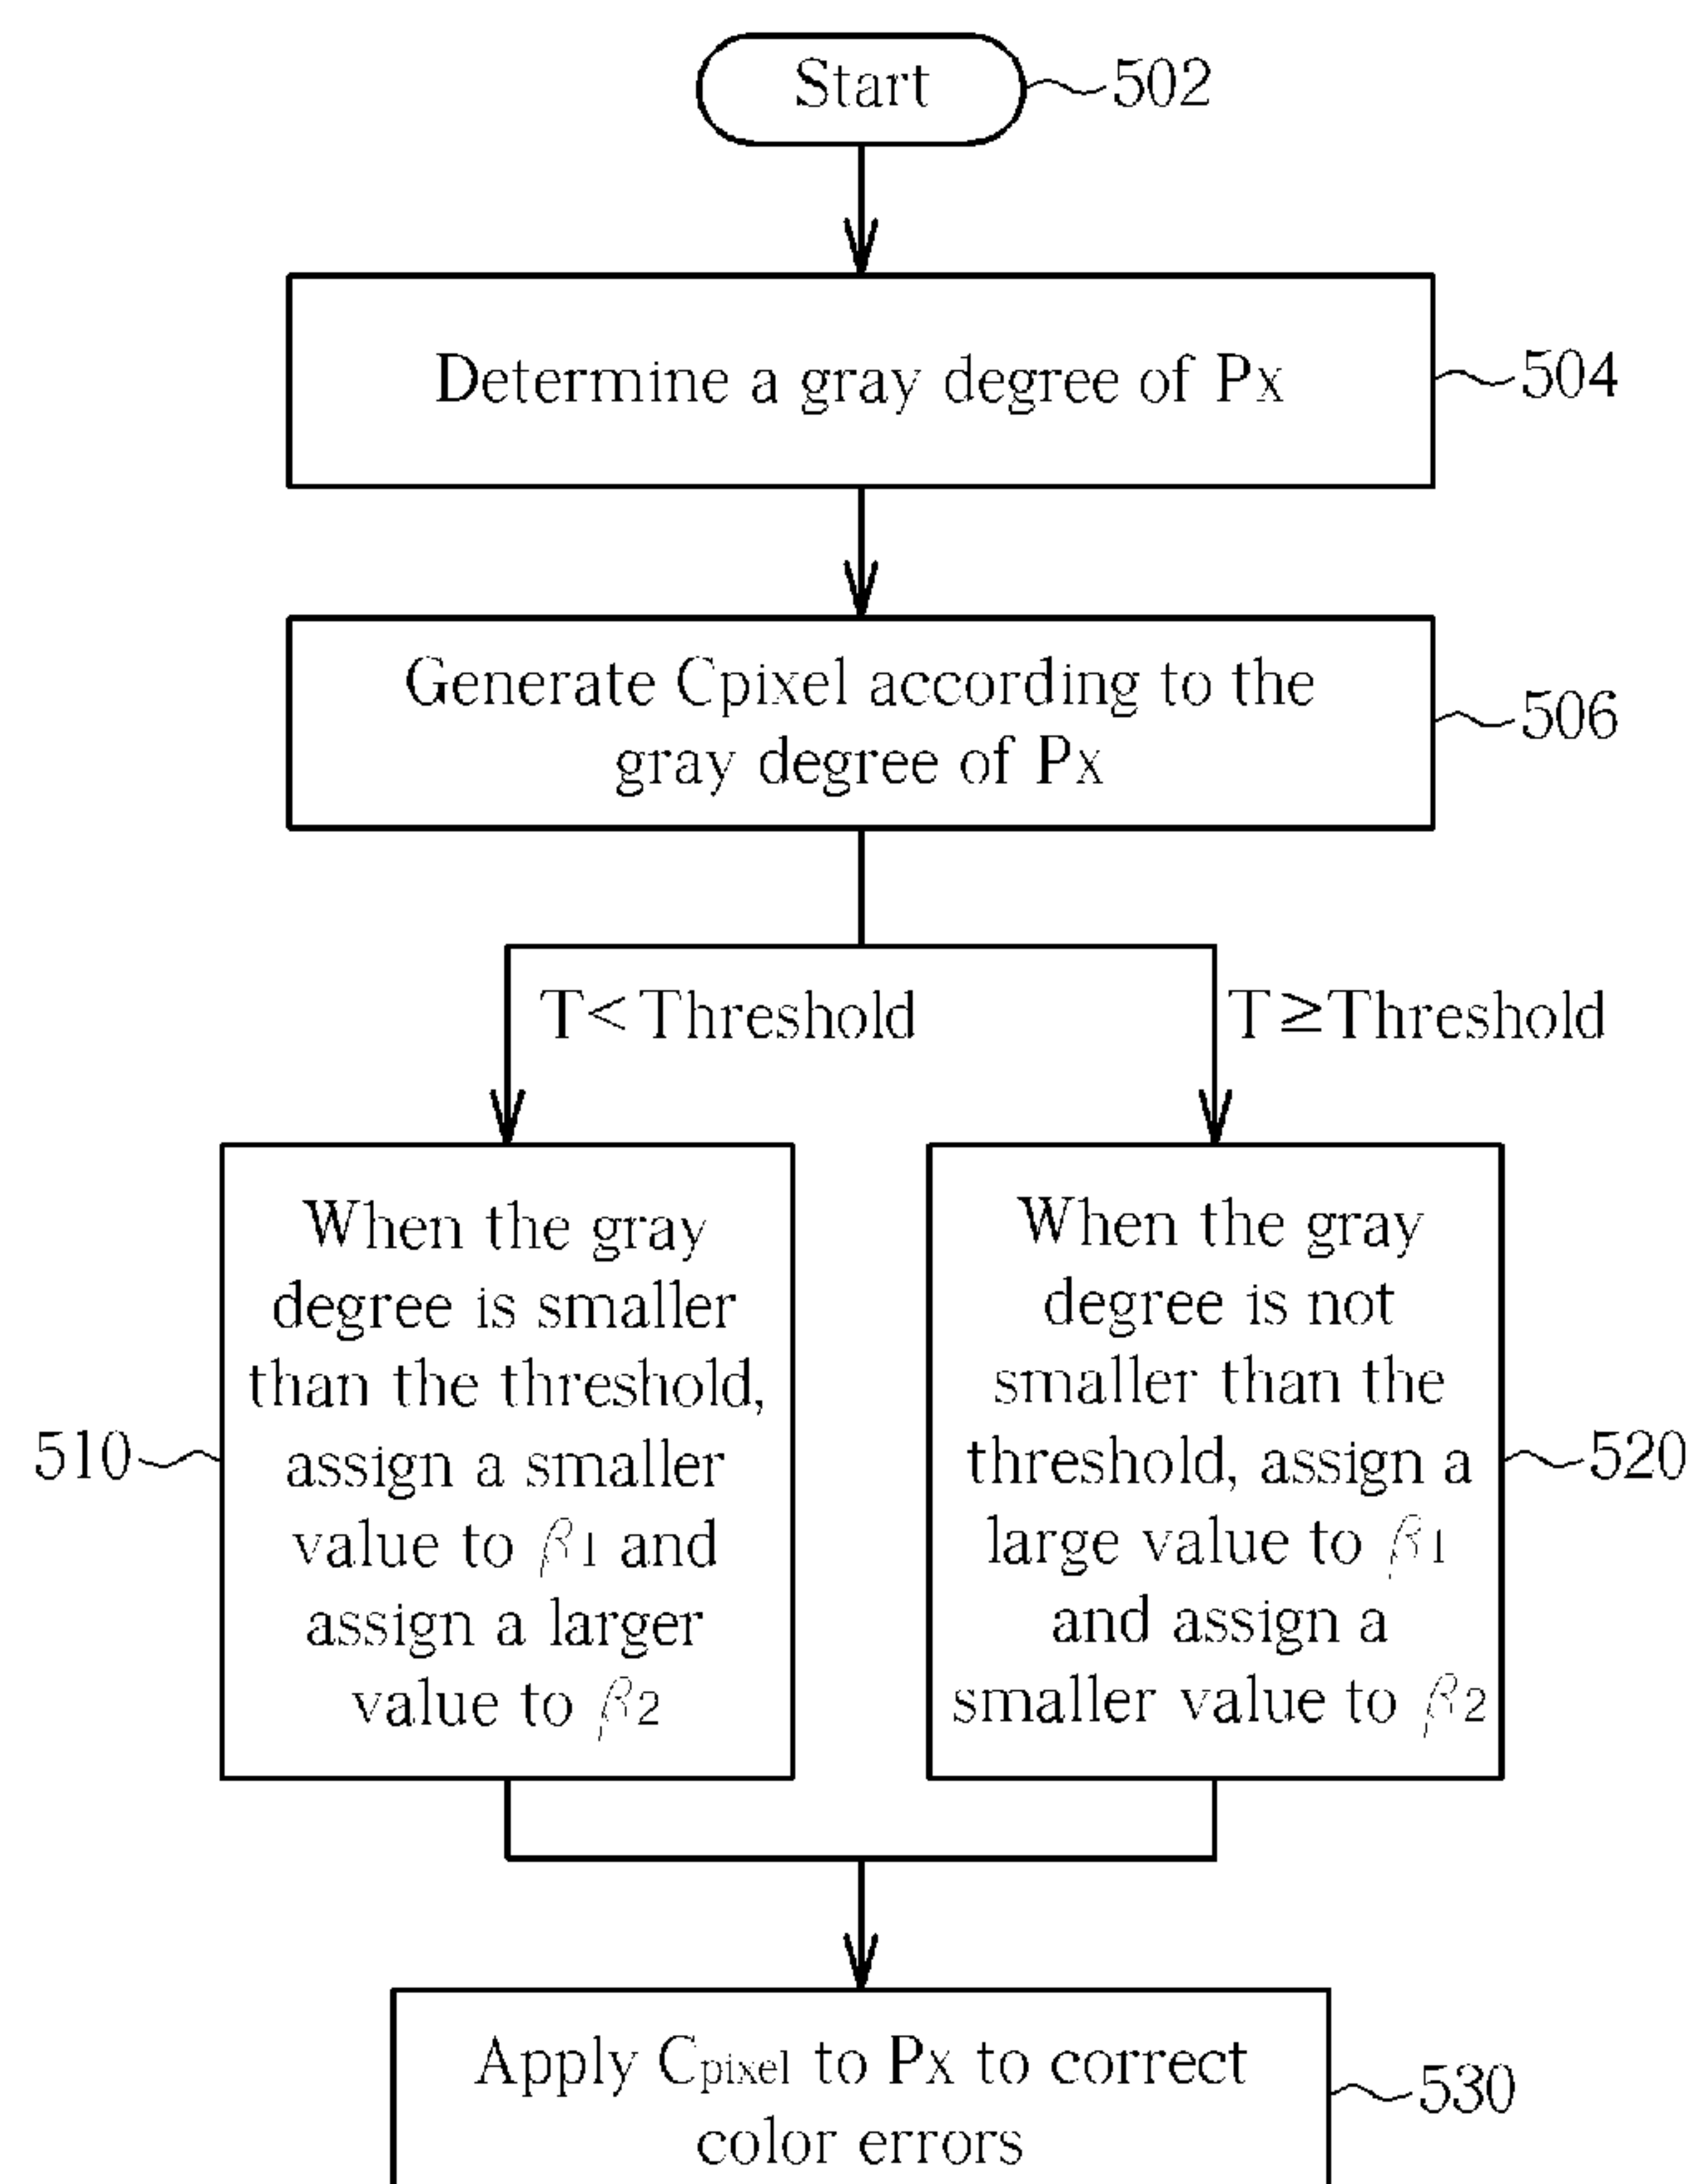 Start
502
Determine a gray degree of Px
504
Generate Cpixel according to the
gray degree of Px
506
T<Threshold
T≥Threshold
When the gray
degree is smaller
than the threshold,
assign a smaller
value to β1 and
assign a larger
value to β2
510
When the gray
degree is not
smaller than the
threshold, assign a
large value to β1
and assign a
smaller value to β2
520
Apply Cpixel to Px to correct
color errors
530